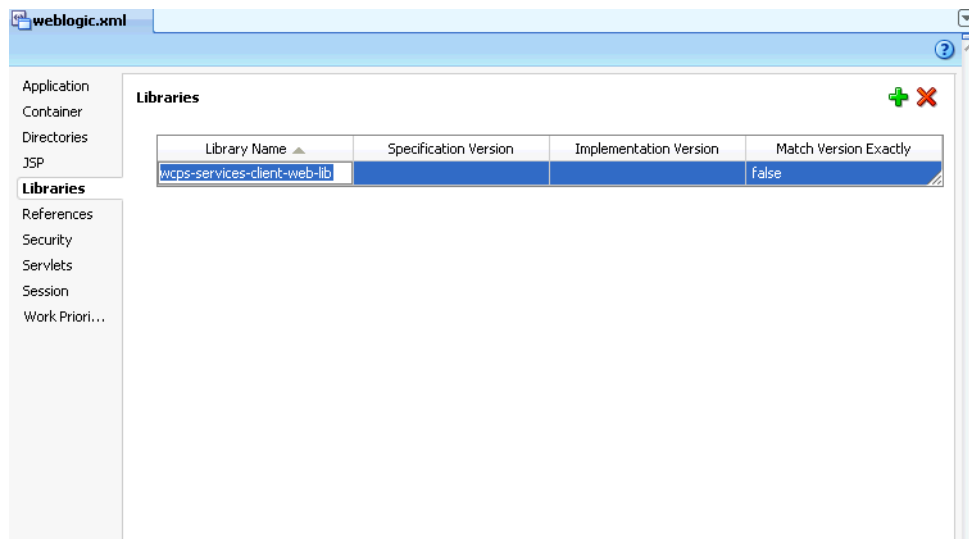 weblogic.xml
Application
Container
Directories
JSP
Libraries
References
Security
Servlets
Session
Work Priori...
Libraries
Library Name Specification Version Implementation Version Match Version Exactly
wcps-services-client-web-lib false